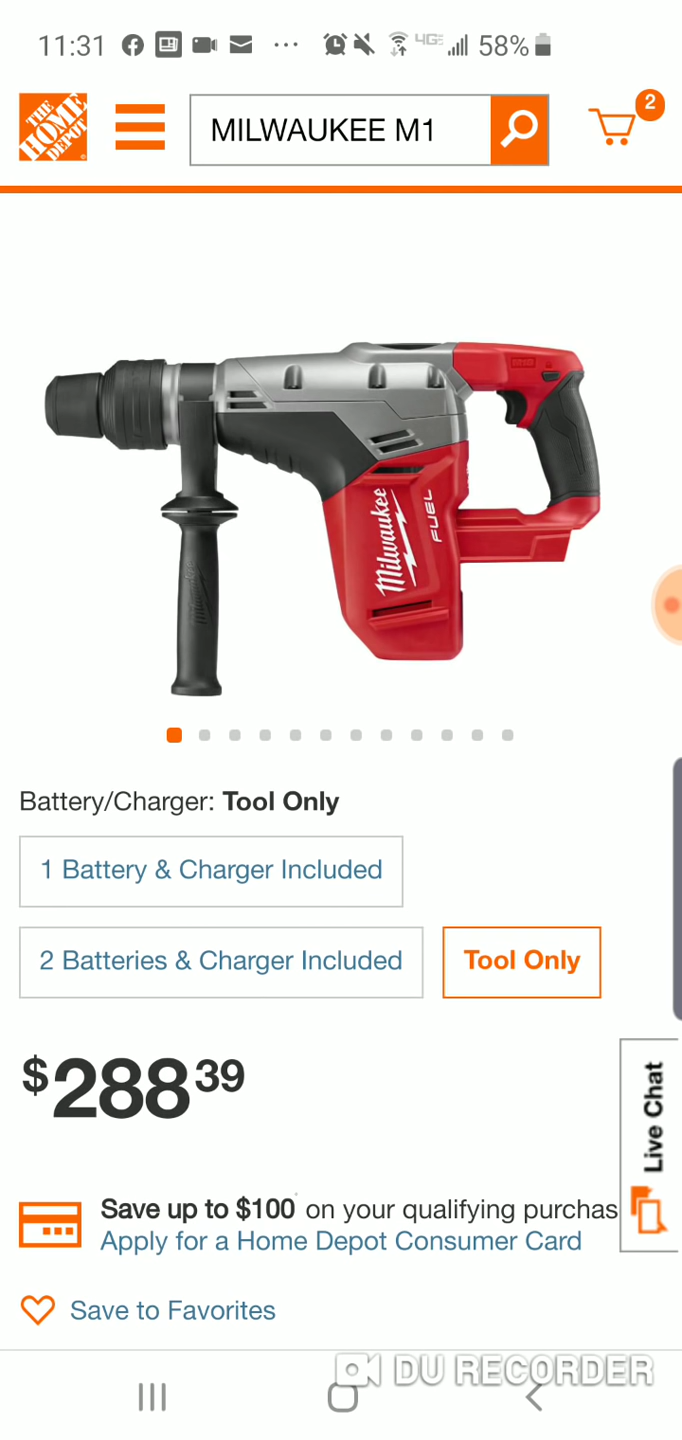 11:31 4GE 58%
THE HOME DEPOT
MILWAUKEE M1
2
Milwaukee
FUEL
Milwaukee
Battery/Charger: Tool Only
1 Battery & Charger Included
2 Batteries & Charger Included
Tool Only
$288 39
Live Chat
Save up to $100 on your qualifying purchas
Apply for a Home Depot Consumer Card
Save to Favorites
DU RECORDER